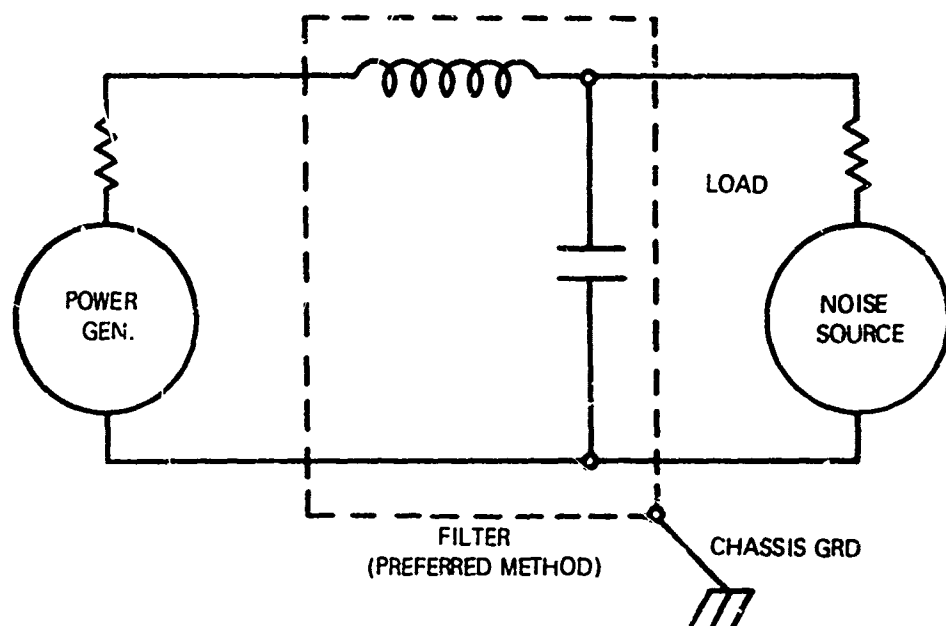 LOAD
POWER
GEN.
NOISE
SOURCE
FILTER
(PREFERRED METHOD)
CHASSIS GRD